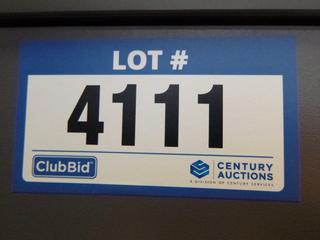 LOT #
4111
ClubBid
CENTURY
AUCTIONS
A DIVISION OF CENTURY SERVICES